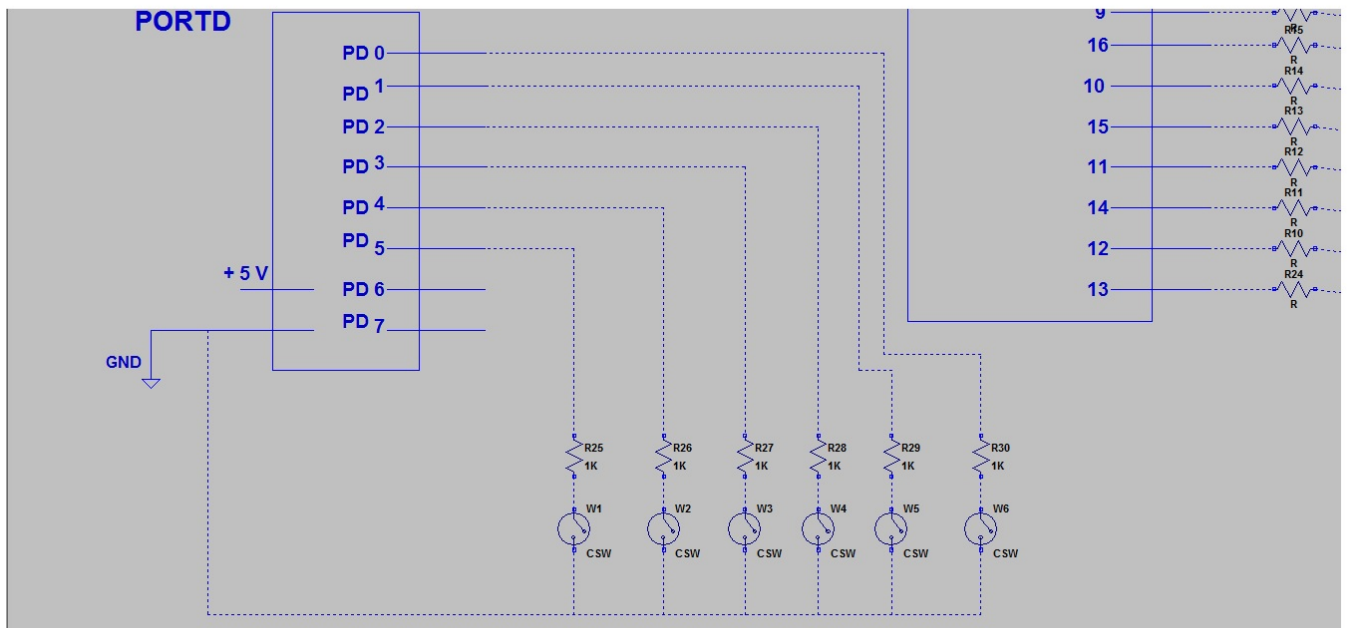 PORTD
PD 0
PD 1
PD 2
PD 3
PD 4
PD 5
+ 5 V
PD 6
PD 7
GND
9
R15
16
R
R14
10
R
R13
15
R
R12
11
R
R11
14
R
R10
12
R
R24
13
R
R25
1K
R26
1K
R27
1K
R28
1K
R29
1K
R30
1K
W1
CSW
W2
CSW
W3
CSW
W4
CSW
W5
CSW
W6
CSW